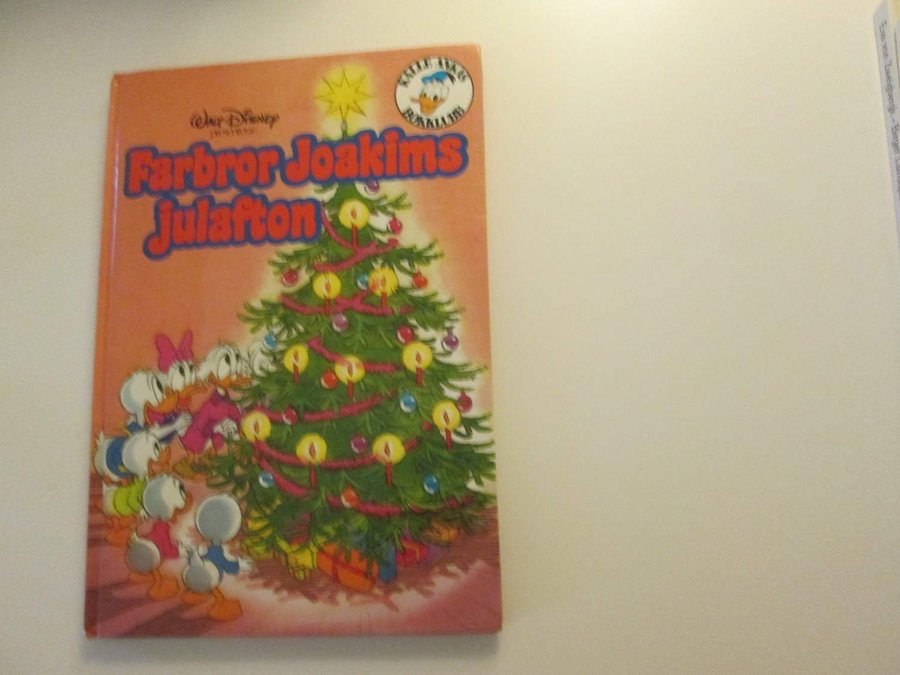 Walt Disney
presenterar
Farbror Joakims
julafton
KALLE ANKAS
BOKKLUBB